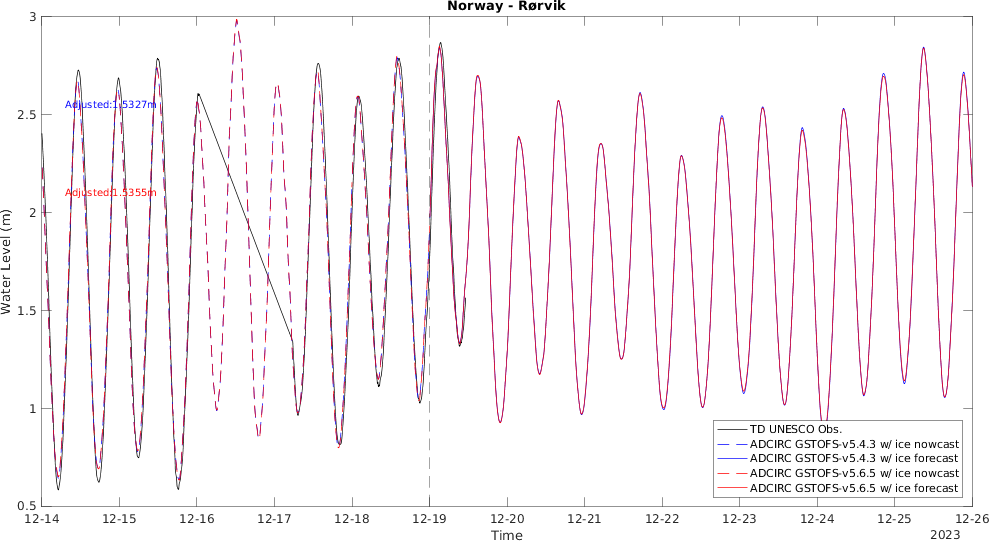 Norway - Rørvik
3
2.5
2
1.5
1
0.5
Water Level (m)
Adjusted:1.5327m
Adjusted:1.5355m
TD UNESCO Obs.
ADCIRC GSTOFS-v5.4.3 w/ ice nowcast
ADCIRC GSTOFS-v5.4.3 w/ ice forecast
ADCIRC GSTOFS-v5.6.5 w/ ice nowcast
ADCIRC GSTOFS-v5.6.5 w/ ice forecast
12-14 12-15 12-16 12-17 12-18 12-19 12-20 12-21 12-22 12-23 12-24 12-25 12-26
Time
2023